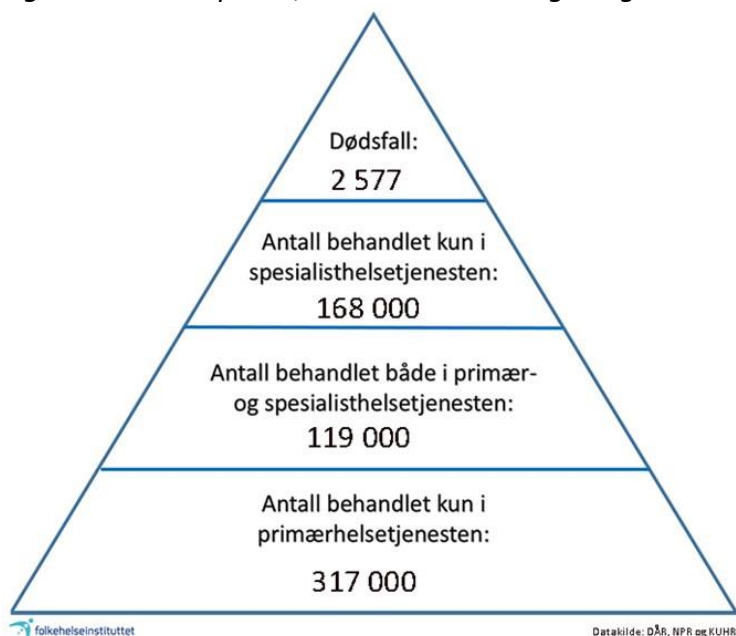 Dødsfall:
2 577
Antall behandlet kun i
spesialisthelsetjenesten:
168 000
Antall behandlet både i primær-
og spesialisthelsetjenesten:
119 000
Antall behandlet kun i
primærhelsetjenesten:
317 000
folkehelseinstituttet
Datakilde: DÅR, NPR og KUHR